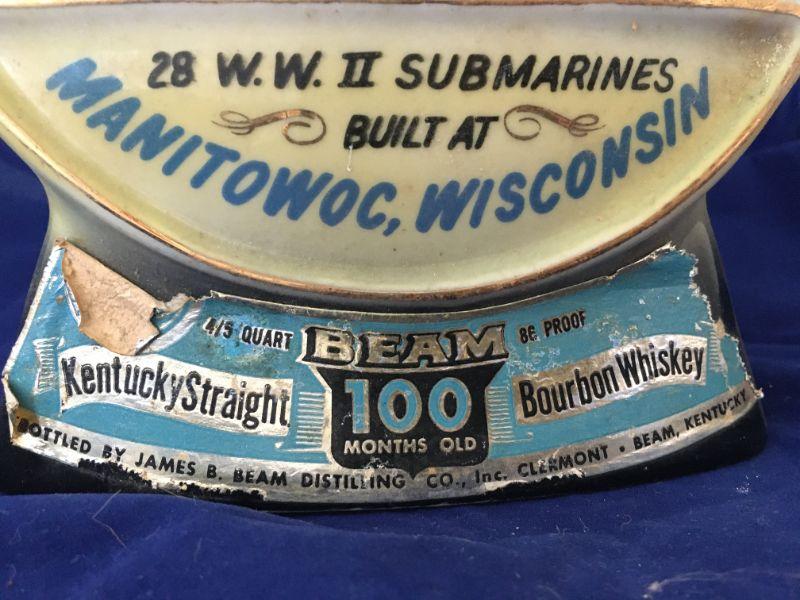 28 W.W. II SUBMARINES
BUILT AT
MANITOWOC, WISCONSIN
4/5 QUART BEAM 86 PROOF
Kentucky Straight 100 Bourbon Whiskey
MONTHS OLD
BOTTLED BY JAMES B. BEAM DISTILLING CO., Inc. CLERMONT • BEAM, KENTUCKY